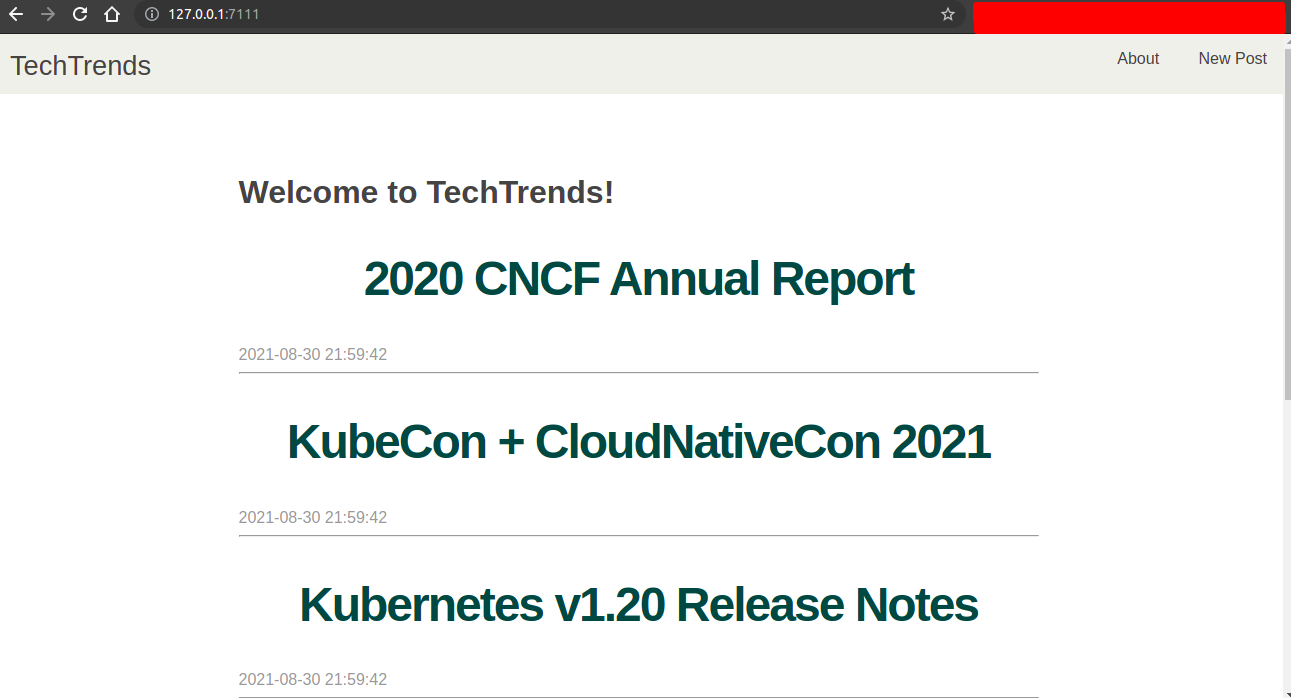 127.0.0.1:7111
TechTrends
About
New Post
Welcome to TechTrends!
2020 CNCF Annual Report
2021-08-30 21:59:42
KubeCon + CloudNativeCon 2021
2021-08-30 21:59:42
Kubernetes v1.20 Release Notes
2021-08-30 21:59:42